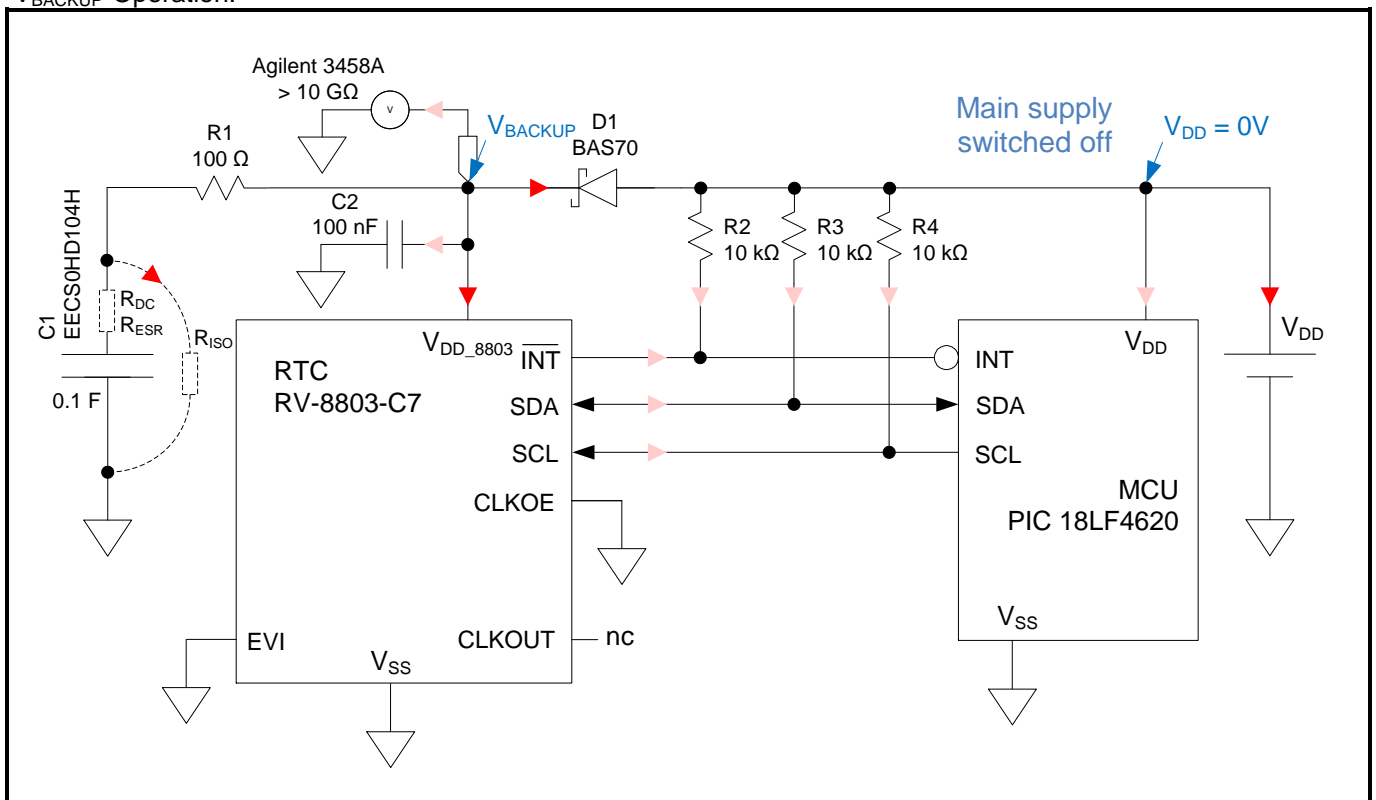 VBACKUP Operation:
Agilent 3458A
> 10 GΩ
V
VBACKUP
D1
BAS70
Main supply
switched off
VDD = 0V
R1
100 Ω
C2
100 nF
R2
10 kΩ
R3
10 kΩ
R4
10 kΩ
C1
EECS0HD104H
RDC
RESR
RISO
0.1 F
VDD_8803
INT
RTC
RV-8803-C7
SDA
SCL
CLKOE
EVI
CLKOUT
nc
VSS
VDD
INT
SDA
SCL
MCU
PIC 18LF4620
VSS
VDD